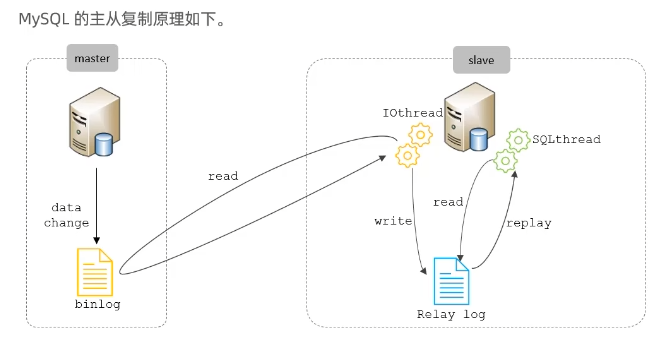 MySQL 的主从复制原理如下。
master
slave
IOthread
SQLthread
read
data
change
write
read
replay
binlog
Relay log